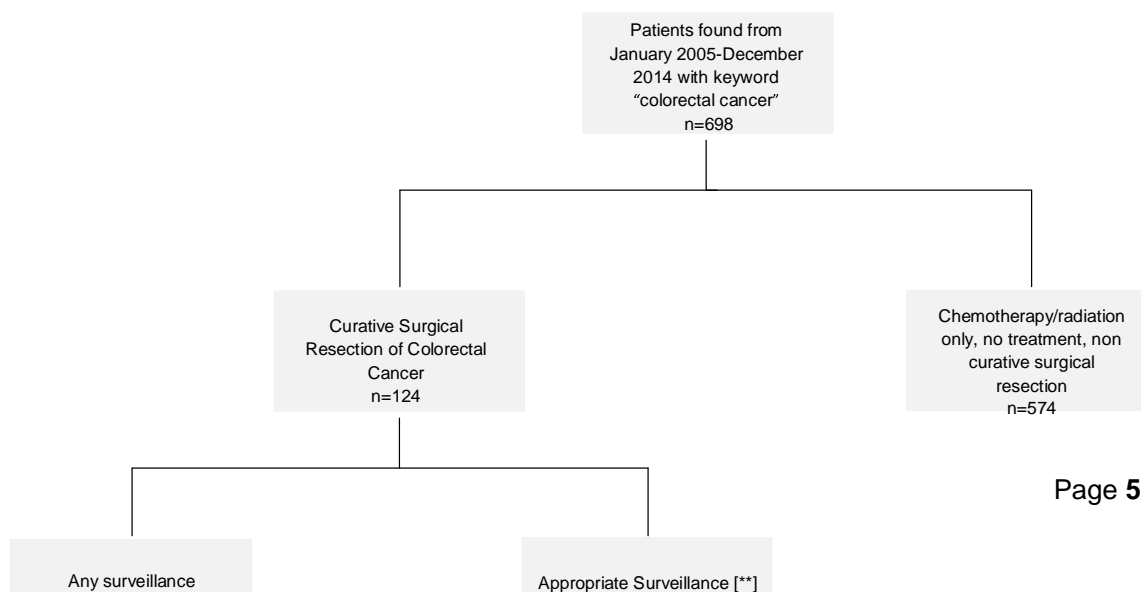 Patients found from
January 2005-December
2014 with keyword
“colorectal cancer”
n=698
Curative Surgical
Resection of Colorectal
Cancer
n=124
Chemotherapy/radiation
only, no treatment, non
curative surgical
resection
n=574
Page 5
Any surveillance
Appropriate Surveillance [**]